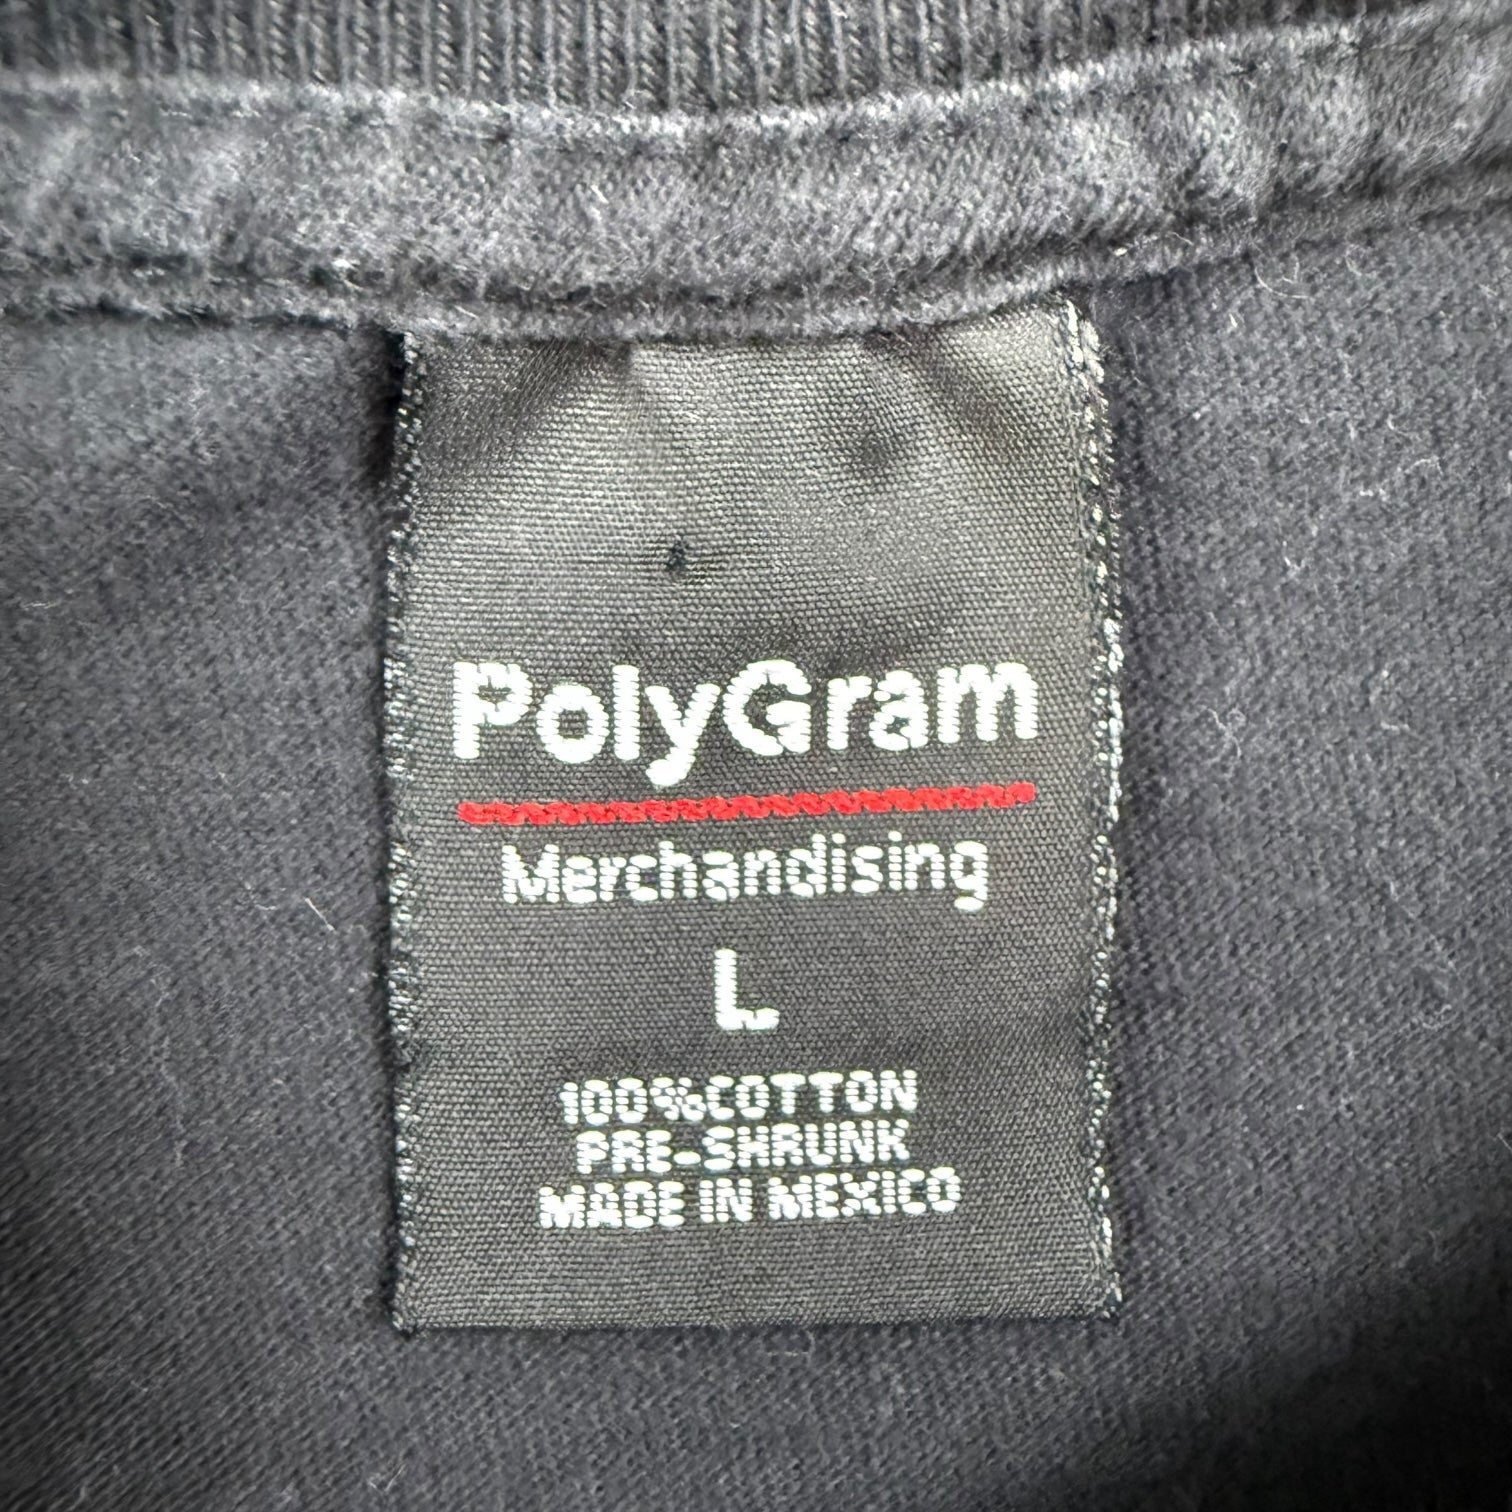 PolyGram
Merchandising
L
100% COTTON
PRE-SHRUNK
MADE IN MEXICO